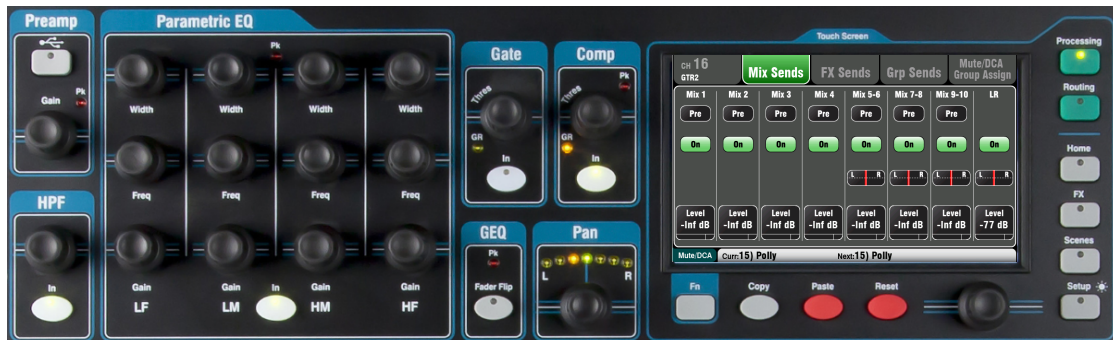 Preamp
Parametric EQ
Pk
Gain
Pk
Width
Width
Width
Width
Freq
Freq
Freq
Freq
HPF
In
Gain
Gain
In
Gain
Gain
LF
LM
HM
HF
Gate
Comp
Thres
Thres
Pk
GR
GR
In
In
GEQ
Pan
Pk
L
R
Fader Flip
Touch Screen
CH 16
GTR2
Mix Sends
FX Sends
Grp Sends
Mute/DCA
Group Assign
Mix 1 Mix 2 Mix 3 Mix 4 Mix 5-6 Mix 7-8 Mix 9-10 LR
Pre Pre Pre Pre Pre Pre Pre
On On On On On On On On
L R L R L R L R
Level Level Level Level Level Level Level Level
-Inf dB -Inf dB -Inf dB -Inf dB -Inf dB -Inf dB -Inf dB -77 dB
Mute/DCA Curr:15) Polly Next:15) Polly
Fn
Copy
Paste
Reset
Processing
Routing
Home
FX
Scenes
Setup